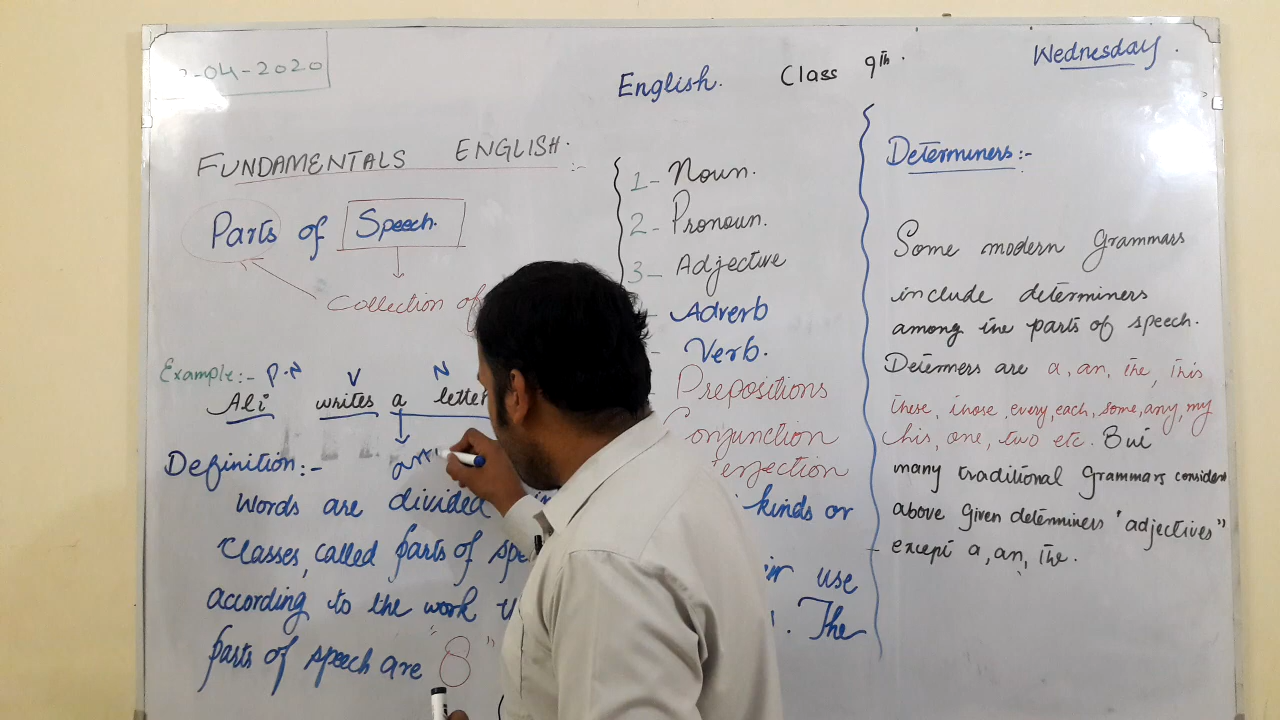 -04-2020
English.
Class 9th.
Wednesday.
FUNDAMENTALS ENGLISH.:-
Parts of Speech.
Collection of
Example:- P.N V N
Ali writes a letter
Definition:-
Words are divided
Classes, called parts of
according to the work
parts of speech are "8"
kinds or
use
. The
1- Noun.
2- Pronoun.
3- Adjective
- Adverb
- Verb.
Prepositions
onjunction
erjection
Determiners:-
Some modern Grammars
include determiners
among the parts of speech.
Determers are a, an, the, this
these, those, every, each, some, any, my
his, one, two etc. But
many traditional Grammars consider
above given determiners "adjectives"
except a, an, the.